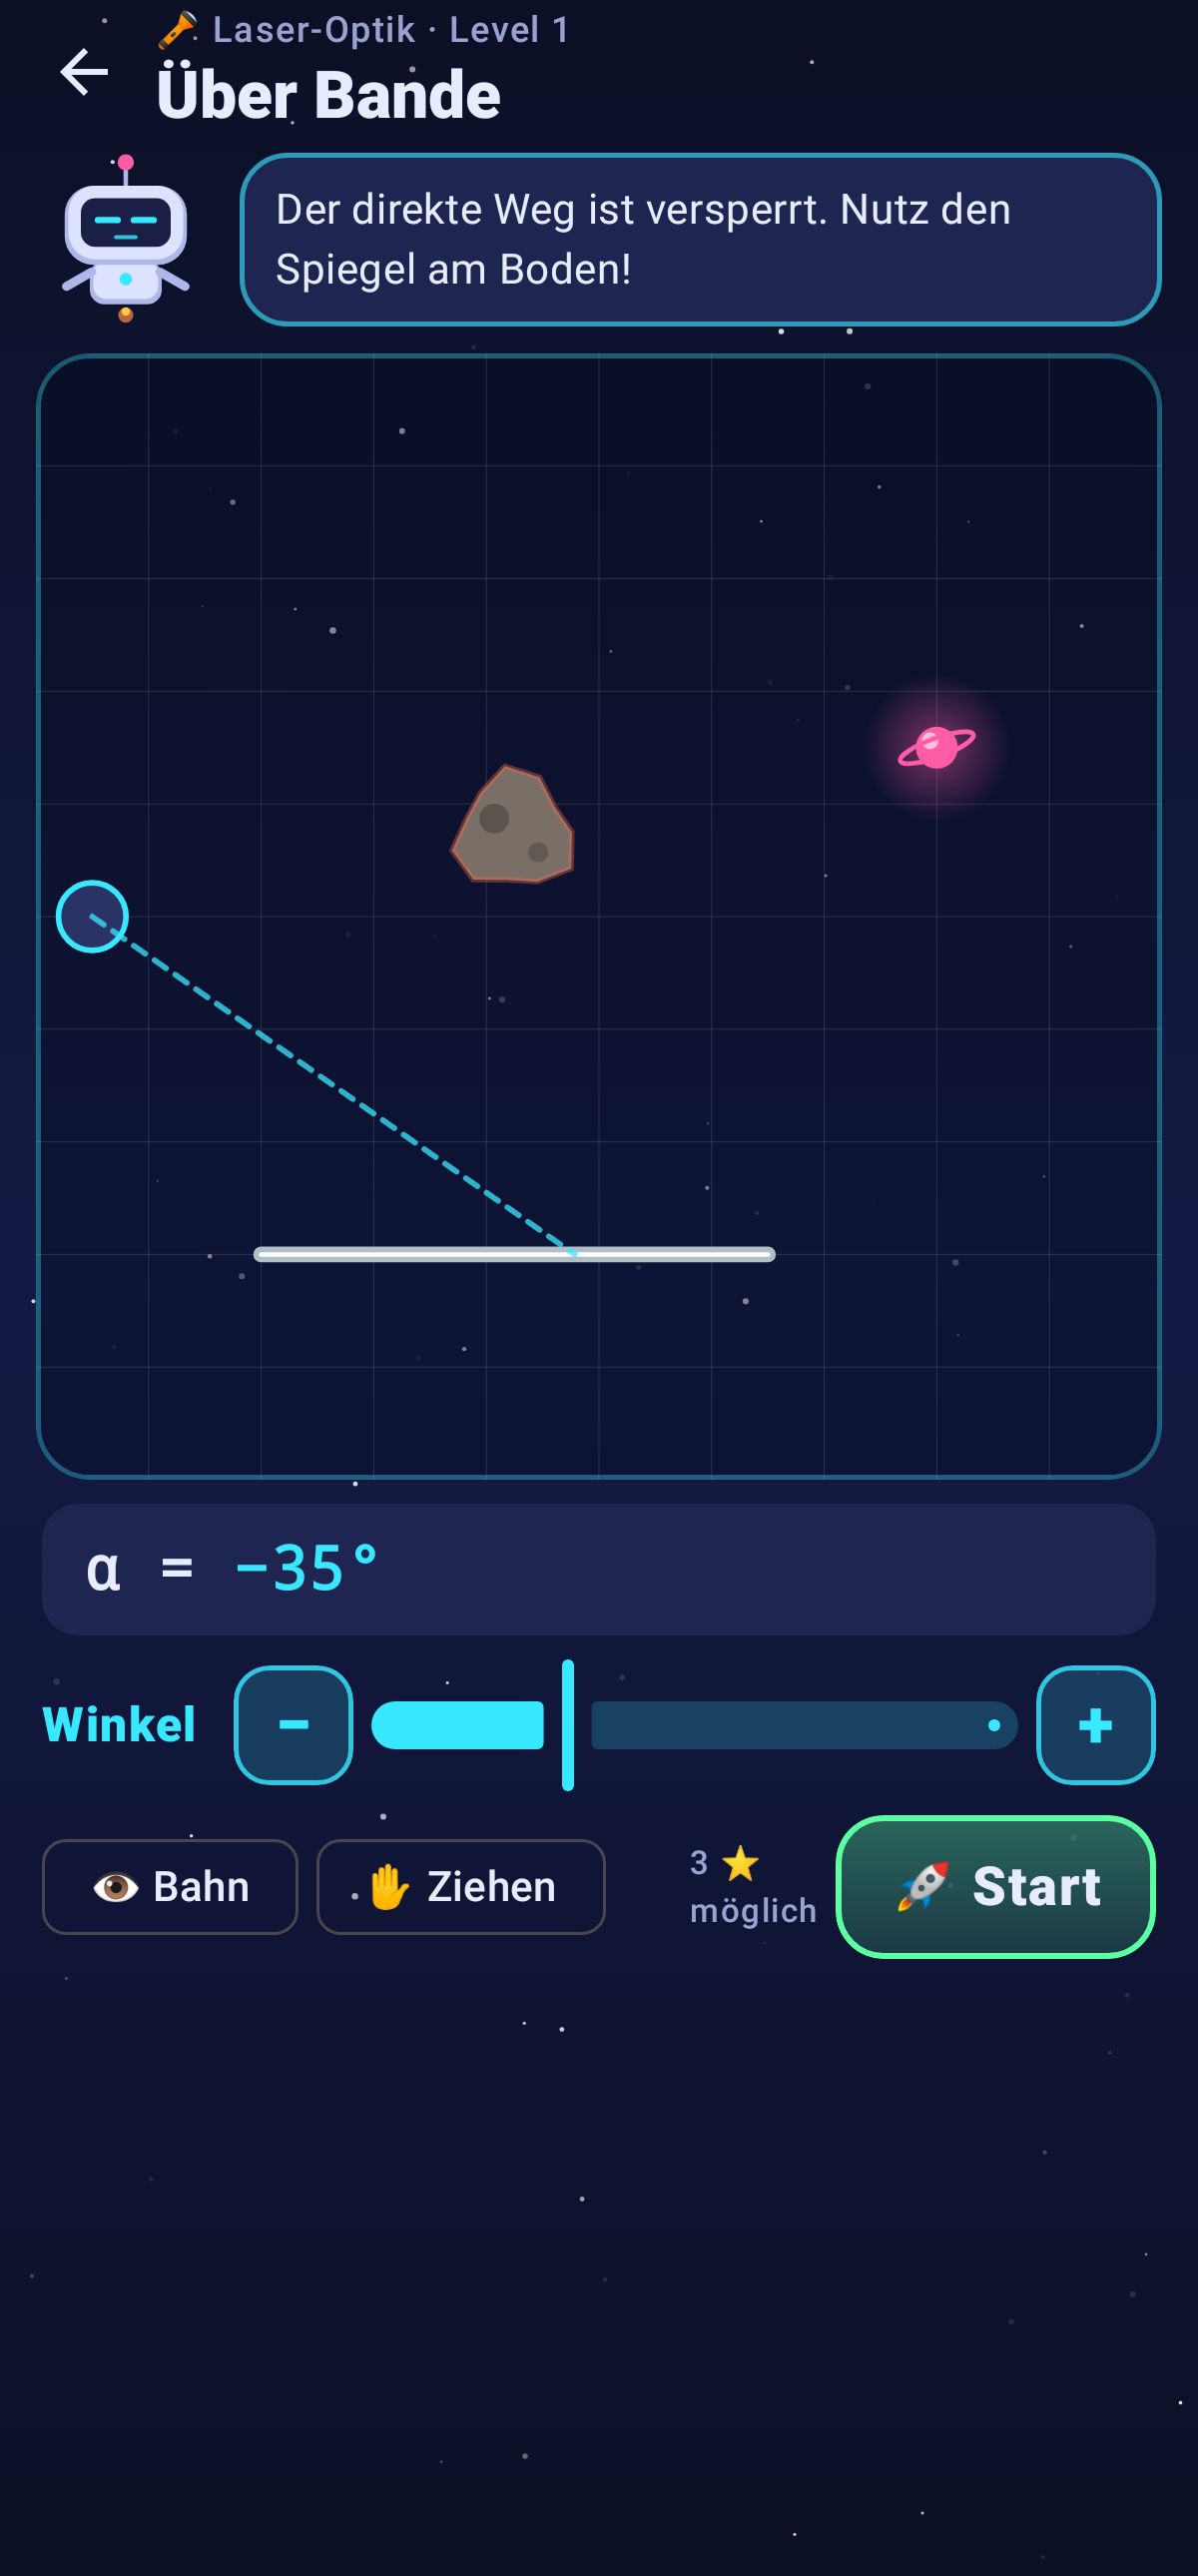 Laser-Optik · Level 1
Über Bande
Der direkte Weg ist versperrt. Nutz den
Spiegel am Boden!
α = −35°
Winkel
−
+
Bahn
Ziehen
3 ⭐
möglich
Start